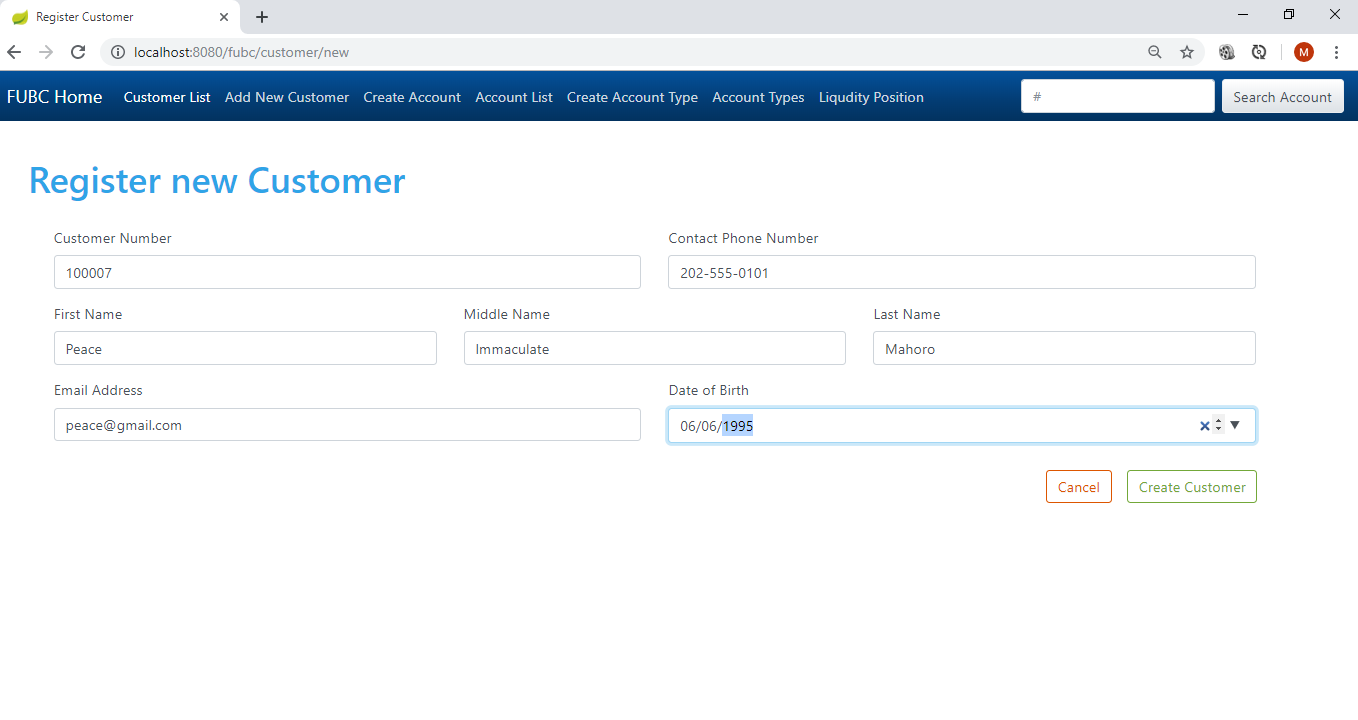 Register Customer
localhost:8080/fubc/customer/new
M
FUBC Home Customer List Add New Customer Create Account Account List Create Account Type Account Types Liqudity Position # Search Account
Register new Customer
Customer Number Contact Phone Number
100007 202-555-0101
First Name Middle Name Last Name
Peace Immaculate Mahoro
Email Address Date of Birth
peace@gmail.com 06/06/1995
Cancel Create Customer